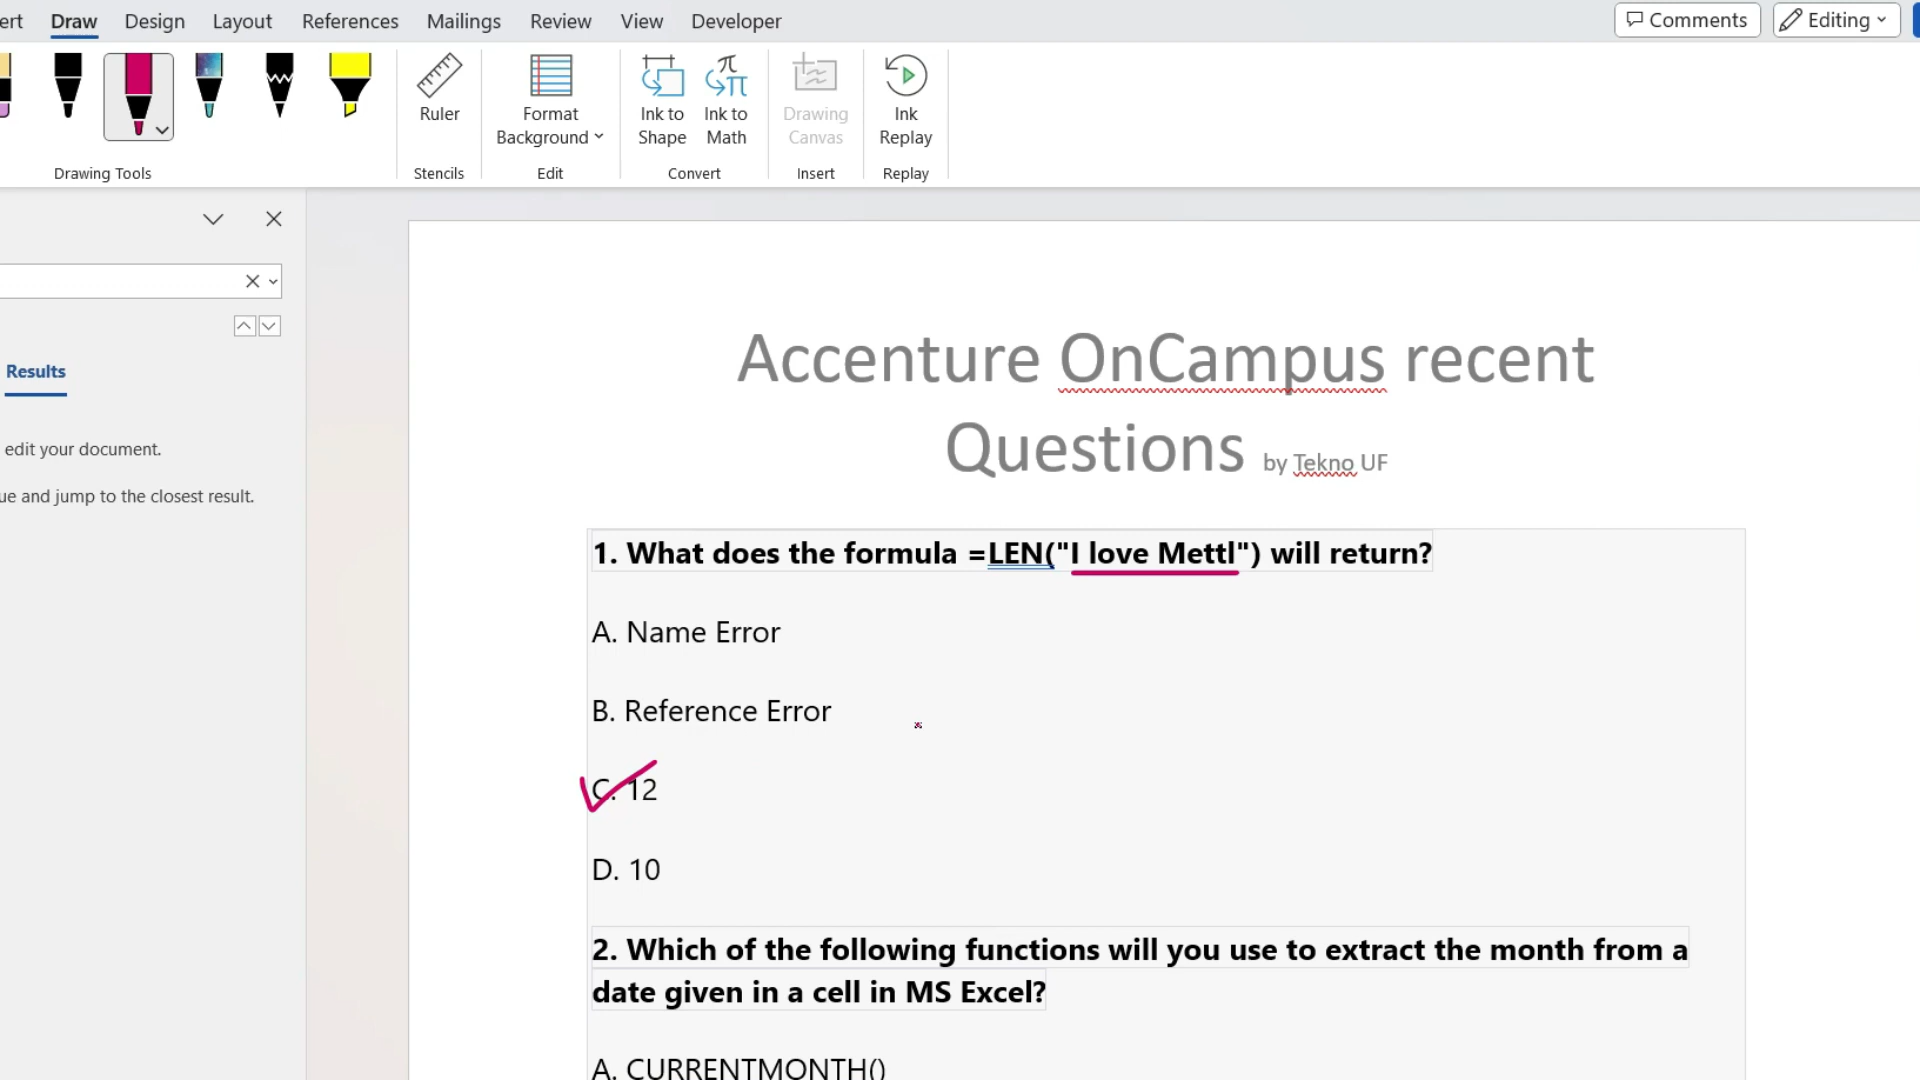 ert Draw Design Layout References Mailings Review View Developer Comments Editing
Ruler
Format
Background
Ink to
Shape
Ink to
Math
Drawing
Canvas
Ink
Replay
Drawing Tools Stencils Edit Convert Insert Replay
Results
edit your document.
ue and jump to the closest result.
Accenture OnCampus recent
Questions by Tekno UF
1. What does the formula =LEN("I love Mettl") will return?
A. Name Error
B. Reference Error
C. 12
D. 10
2. Which of the following functions will you use to extract the month from a
date given in a cell in MS Excel?
A. CURRENTMONTH()